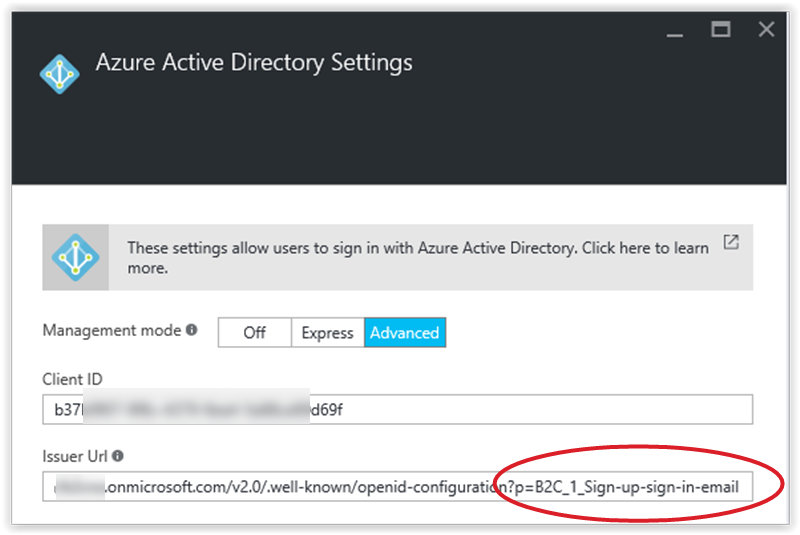 Azure Active Directory Settings
These settings allow users to sign in with Azure Active Directory. Click here to learn
more.
Management mode
Off Express Advanced
Client ID
b37 d69f
Issuer Url
.onmicrosoft.com/v2.0/.well-known/openid-configuration?p=B2C_1_Sign-up-sign-in-email